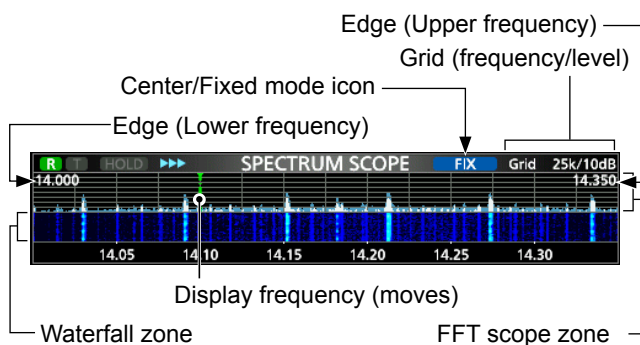 Edge (Upper frequency)
Grid (frequency/level)
Center/Fixed mode icon
Edge (Lower frequency)
R T HOLD SPECTRUM SCOPE FIX Grid 25k/10dB
14.000 14.350
14.05 14.10 14.15 14.20 14.25 14.30
Display frequency (moves)
Waterfall zone FFT scope zone